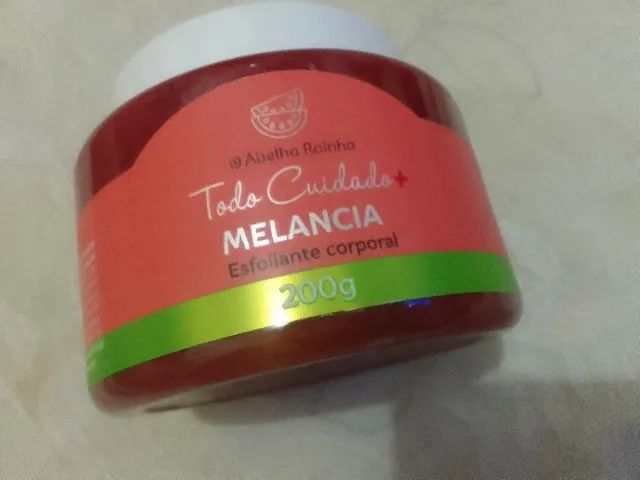 Abelha Rainha
Todo Cuidado+
MELANCIA
Esfoliante corporal
200g